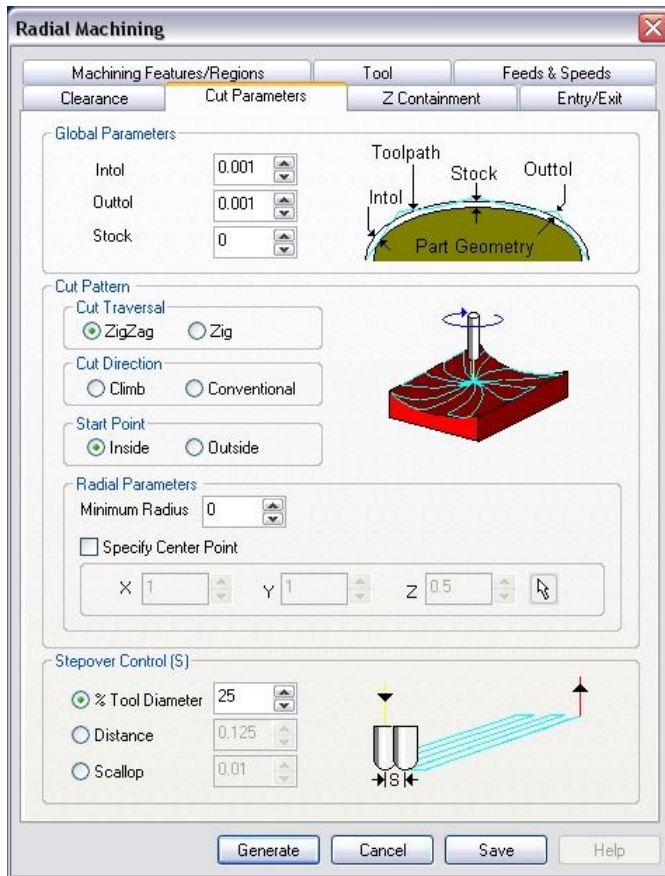 Radial Machining
Machining Features/Regions Tool Feeds & Speeds
Clearance Cut Parameters Z Containment Entry/Exit
Global Parameters
Intol 0.001
Outtol 0.001
Stock 0
Toolpath
Stock Outtol
Intol
Part Geometry
Cut Pattern
Cut Traversal
ZigZag Zig
Cut Direction
Climb Conventional
Start Point
Inside Outside
Radial Parameters
Minimum Radius 0
Specify Center Point
X 1 Y 1 Z 0.5
Stepover Control (S)
% Tool Diameter 25
Distance 0.125
Scallop 0.01
S
Generate Cancel Save Help